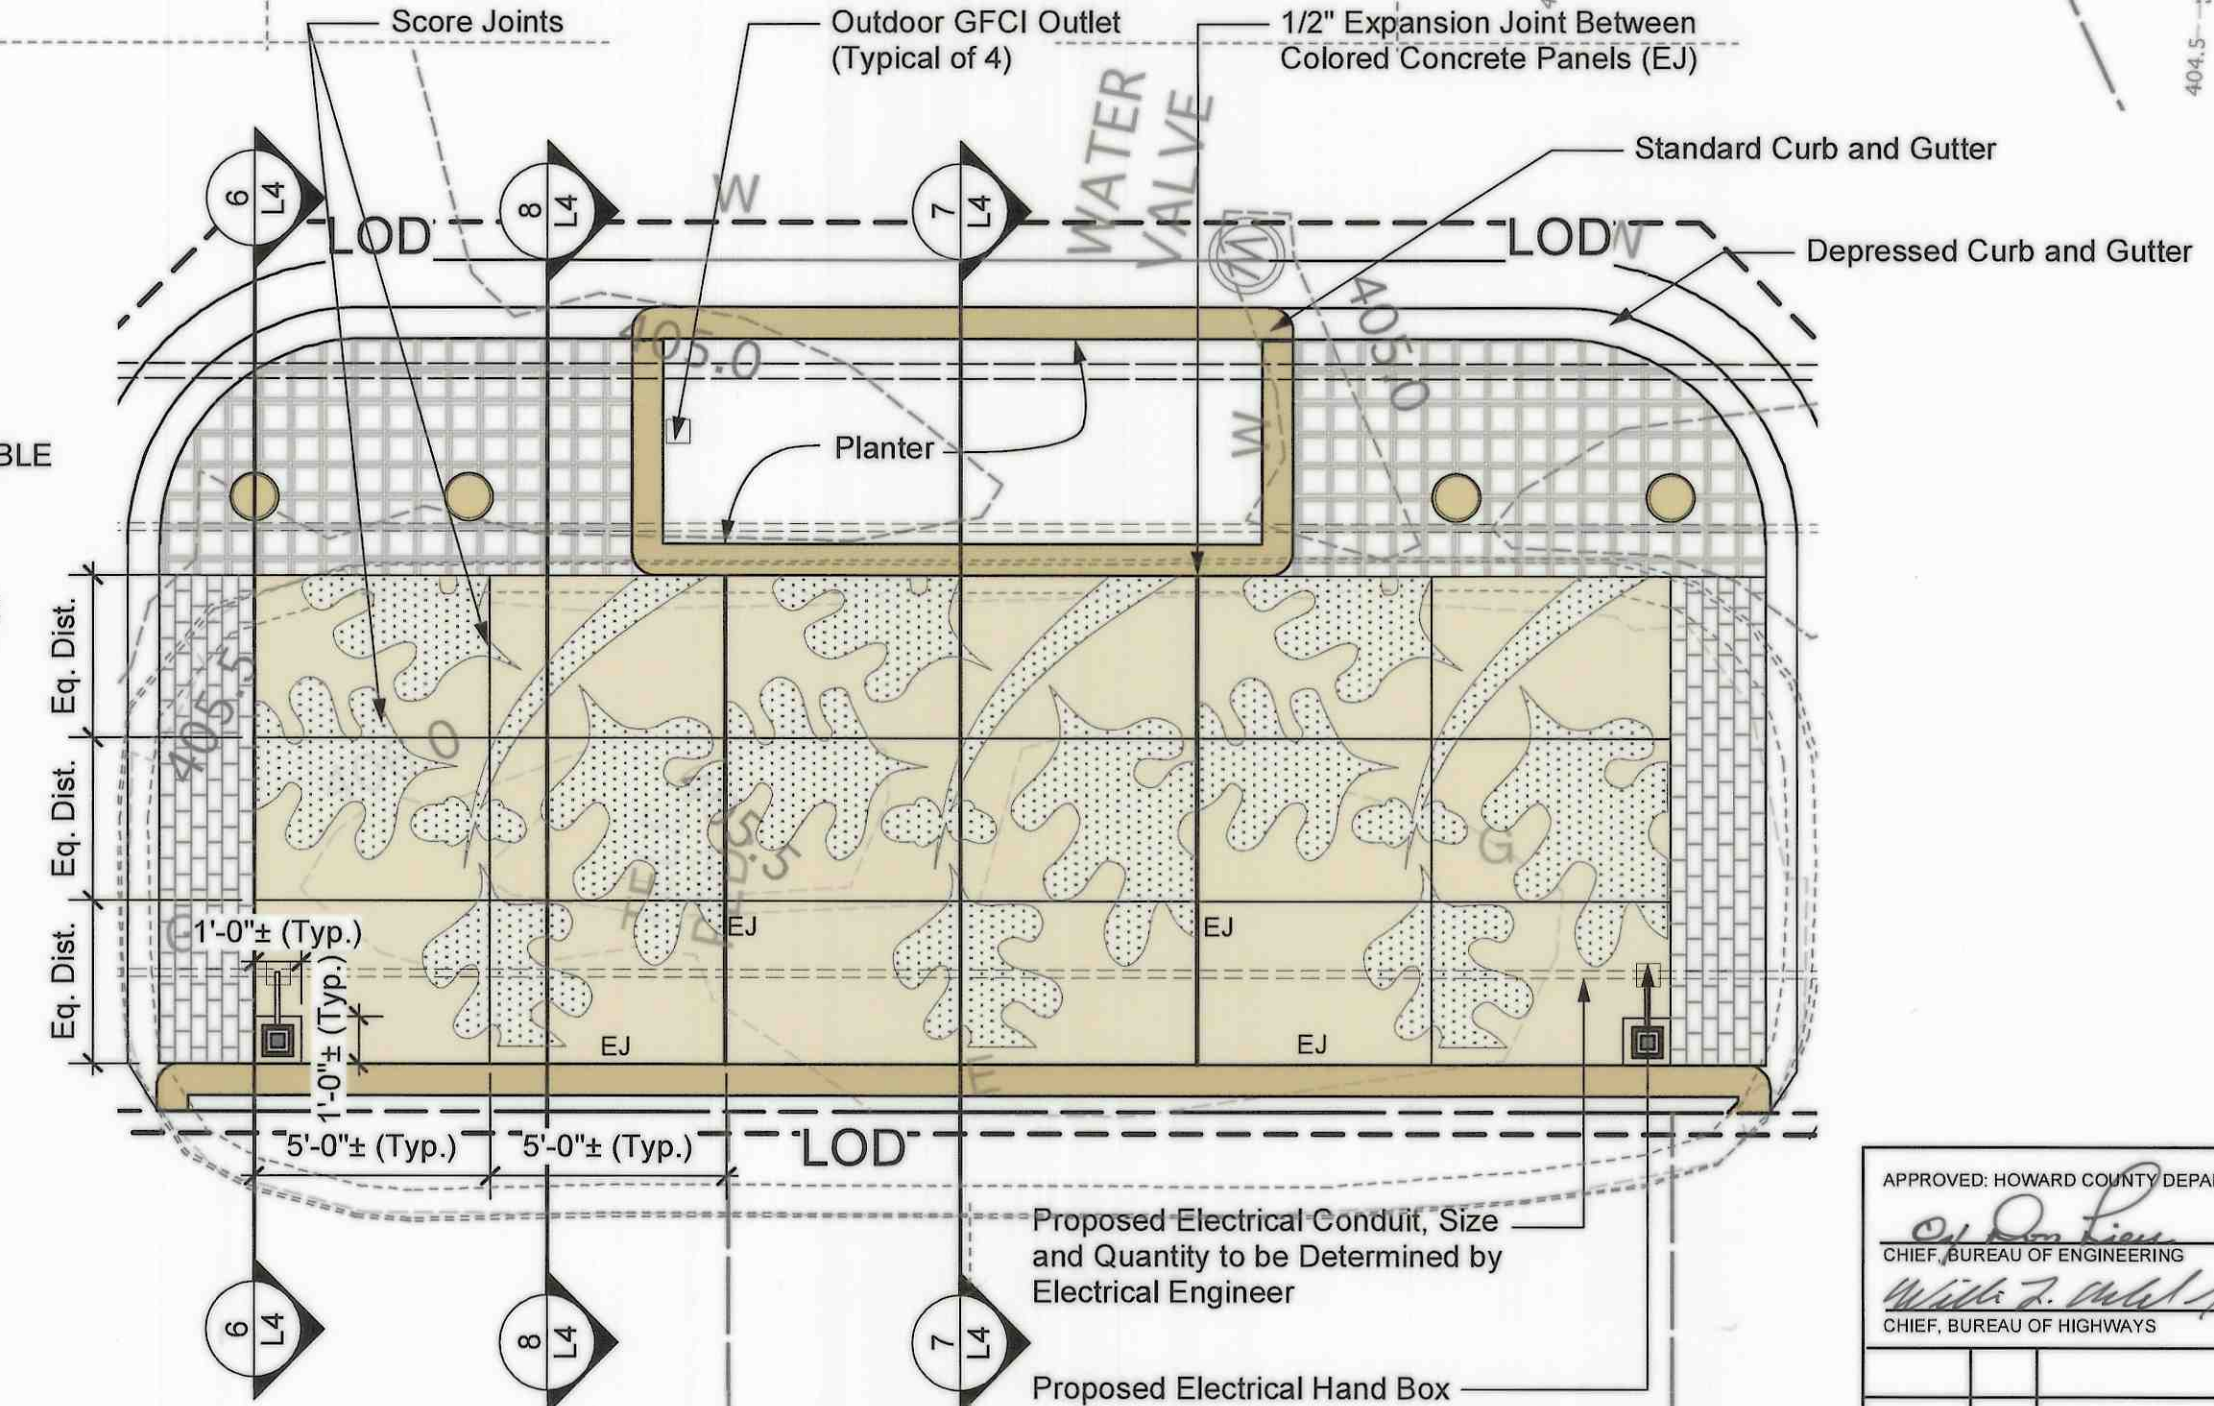 Score Joints
Outdoor GFCI Outlet
(Typical of 4)
1/2" Expansion Joint Between
Colored Concrete Panels (EJ)
404.5
WATER
VALVE
Standard Curb and Gutter
6
L4
8
L4
7
L4
W
LOD
LOD
W
W
Depressed Curb and Gutter
405.0
405.0
BLE
Planter
W
Eq. Dist.
Eq. Dist.
Eq. Dist.
405.5
O
G
5.5
G
EJ
EJ
1'-0"± (Typ.)
1'-0"± (Typ.)
EJ
EJ
E
5'-0"± (Typ.)
5'-0"± (Typ.)
LOD
Proposed Electrical Conduit, Size
and Quantity to be Determined by
Electrical Engineer
6
L4
8
L4
7
L4
Proposed Electrical Hand Box
APPROVED: HOWARD COUNTY DEPA
CHIEF, BUREAU OF ENGINEERING
CHIEF, BUREAU OF HIGHWAYS